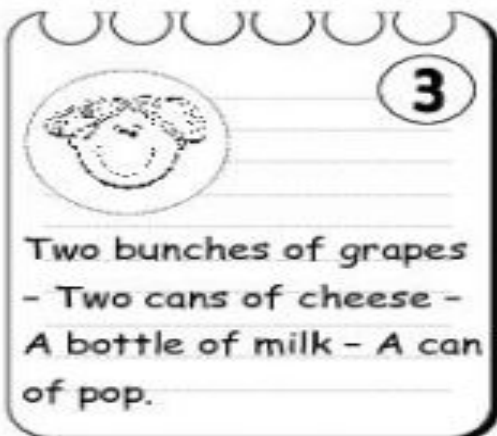 3
Two bunches of grapes
- Two cans of cheese -
A bottle of milk - A can
of pop.